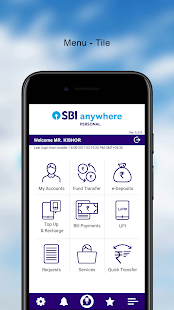 Menu - Tile
SBI anywhere
PERSONAL
Welcome MR. KISHOR
My Accounts
Fund Transfer
e-Deposits
Top Up
& Recharge
Bill Payments
UPI
Requests
Services
Quick Transfer